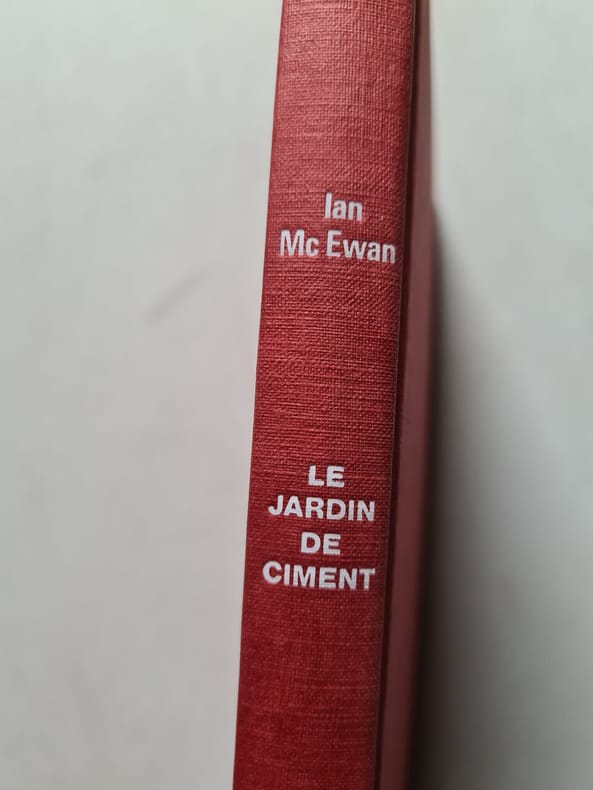 Ian
Mc Ewan
LE
JARDIN
DE
CIMENT